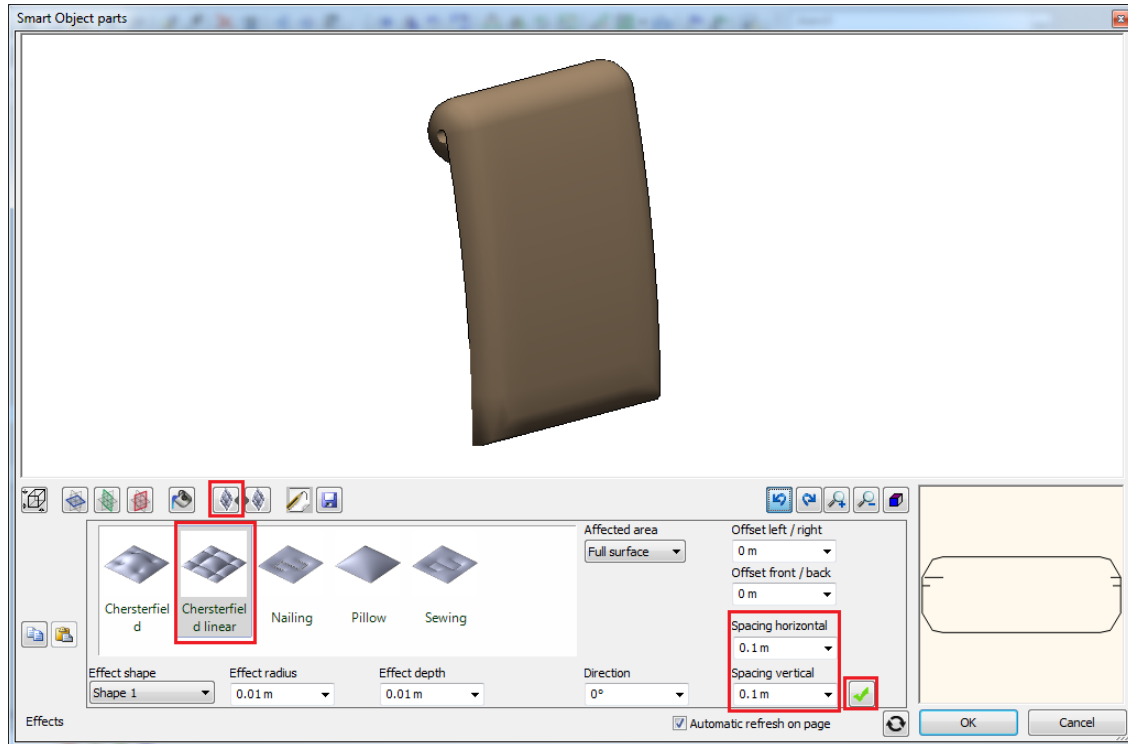 Smart Object parts
Affected area
Full surface
Offset left / right
0 m
Offset front / back
0 m
Chersterfiel
d
Chersterfiel
d linear
Nailing
Pillow
Sewing
Spacing horizontal
0.1 m
Effect shape
Shape 1
Effect radius
0.01 m
Effect depth
0.01 m
Direction
0°
Spacing vertical
0.1 m
Effects
Automatic refresh on page
OK
Cancel